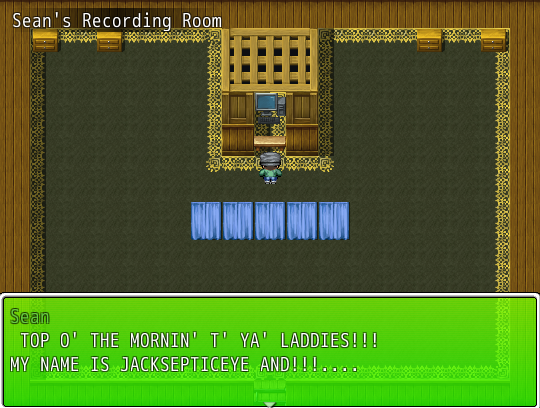 Sean's Recording Room
Sean
TOP O' THE MORNIN' T' YA' LADDIES!!!
MY NAME IS JACKSEPTICEYE AND!!!....